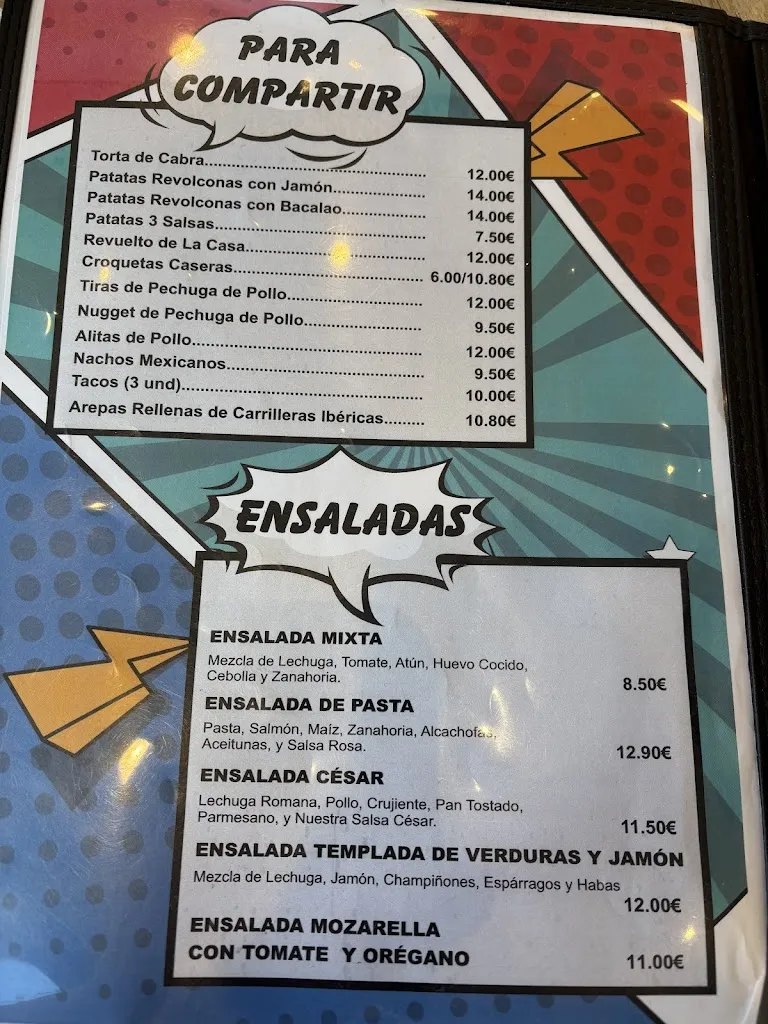 PARA
COMPARTIR
Torta de Cabra.......................................................... 12.00€
Patatas Revolconas con Jamón........................ 14.00€
Patatas Revolconas con Bacalao..................... 14.00€
Patatas 3 Salsas..................................................... 7.50€
Revuelto de La Casa.............................................. 12.00€
Croquetas Caseras................................................ 6.00/10.80€
Tiras de Pechuga de Pollo................................... 12.00€
Nugget de Pechuga de Pollo............................... 9.50€
Alitas de Pollo......................................................... 12.00€
Nachos Mexicanos................................................. 9.50€
Tacos (3 und)........................................................... 10.00€
Arepas Rellenas de Carrilleras Ibéricas......... 10.80€
ENSALADAS
ENSALADA MIXTA
Mezcla de Lechuga, Tomate, Atún, Huevo Cocido,
Cebolla y Zanahoria. 8.50€
ENSALADA DE PASTA
Pasta, Salmón, Maíz, Zanahoria, Alcachofas,
Aceitunas, y Salsa Rosa. 12.90€
ENSALADA CÉSAR
Lechuga Romana, Pollo, Crujiente, Pan Tostado,
Parmesano, y Nuestra Salsa César. 11.50€
ENSALADA TEMPLADA DE VERDURAS Y JAMÓN
Mezcla de Lechuga, Jamón, Champiñones, Espárragos y Habas
12.00€
ENSALADA MOZARELLA
CON TOMATE Y ORÉGANO 11.00€